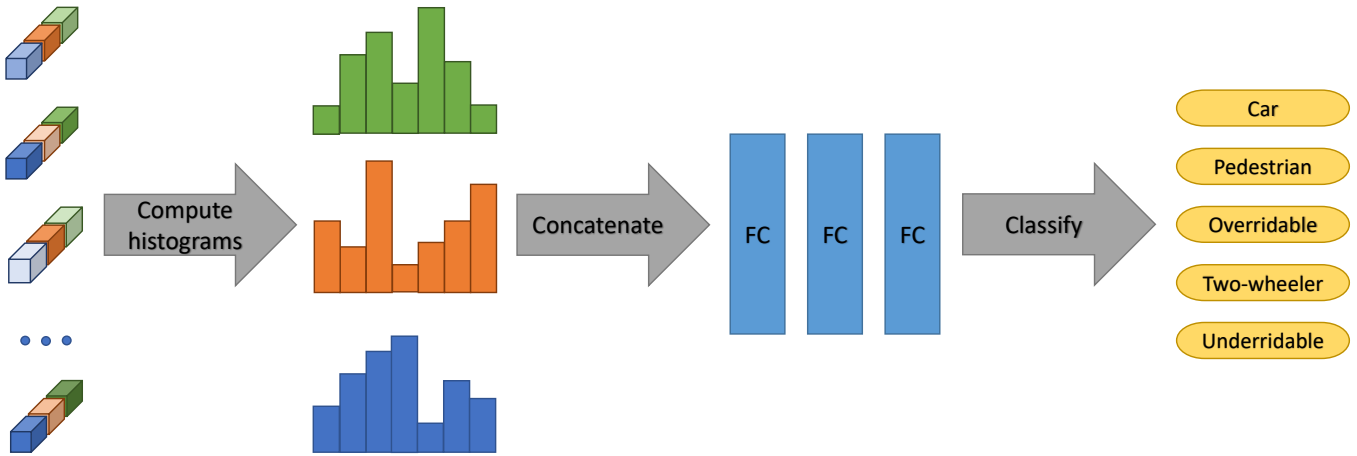 Compute
histograms
Concatenate
FC
FC
FC
Classify
Car
Pedestrian
Overridable
Two-wheeler
Underridable